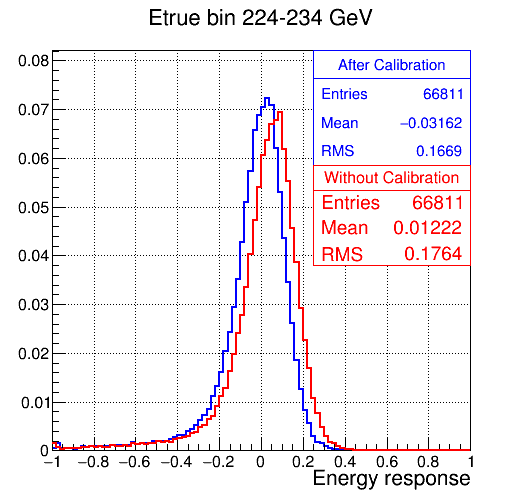 Etrue bin 224-234 GeV
0.08
0.07
0.06
0.05
0.04
0.03
0.02
0.01
0
After Calibration
Entries 66811
Mean −0.03162
RMS 0.1669
Without Calibration
Entries 66811
Mean 0.01222
RMS 0.1764
−1 −0.8 −0.6 −0.4 −0.2 0 0.2 0.4 0.6 0.8 1
Energy response